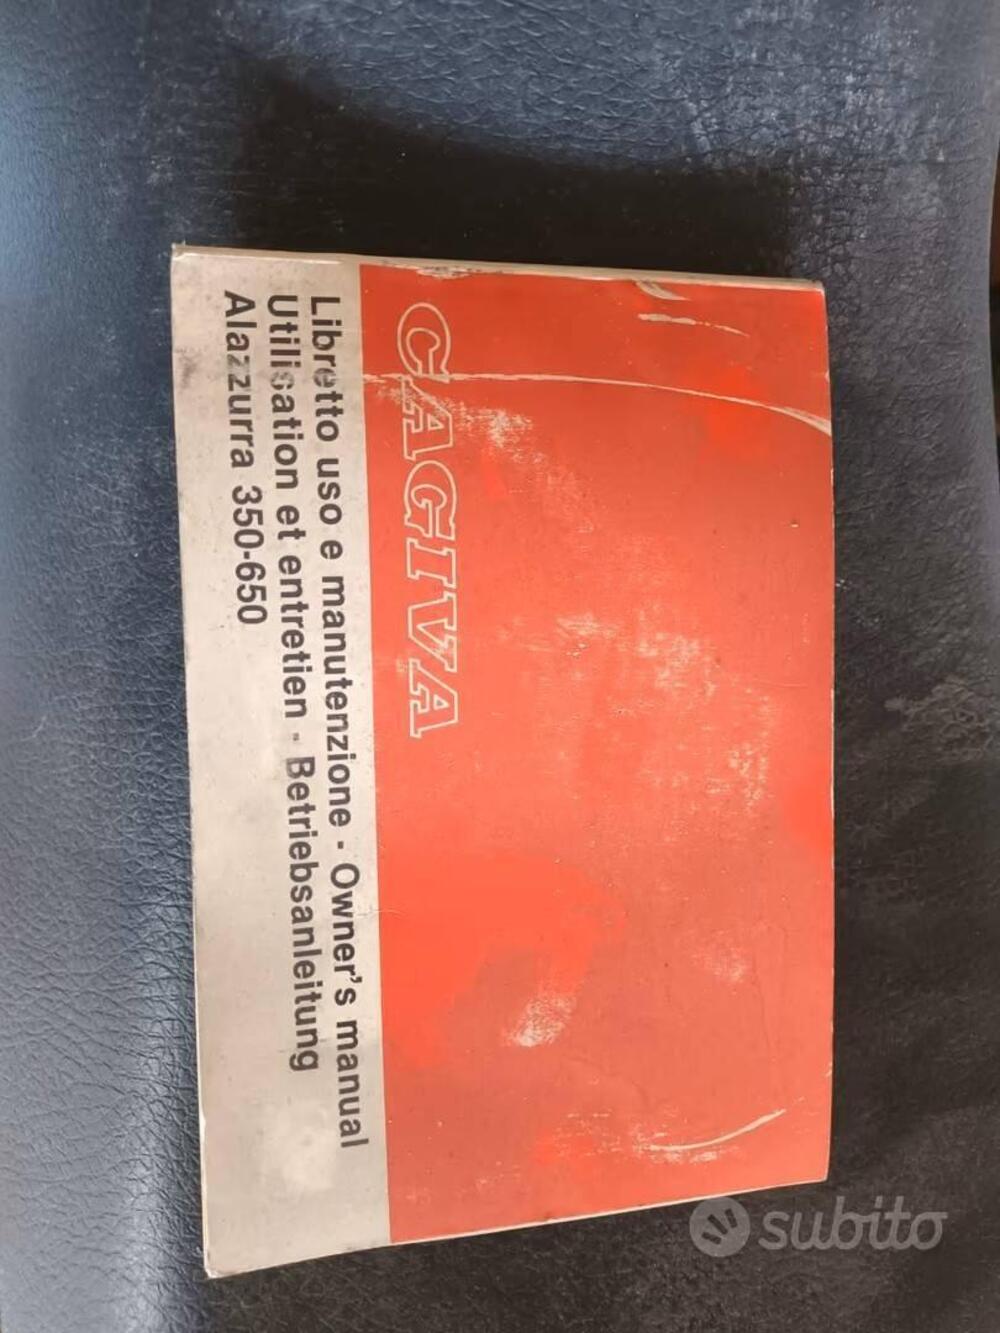 CAGIVA
Libretto uso e manutenzione - Owner's manual
Utilisation et entretien - Betriebsanleitung
Alazzurra 350-650
subito